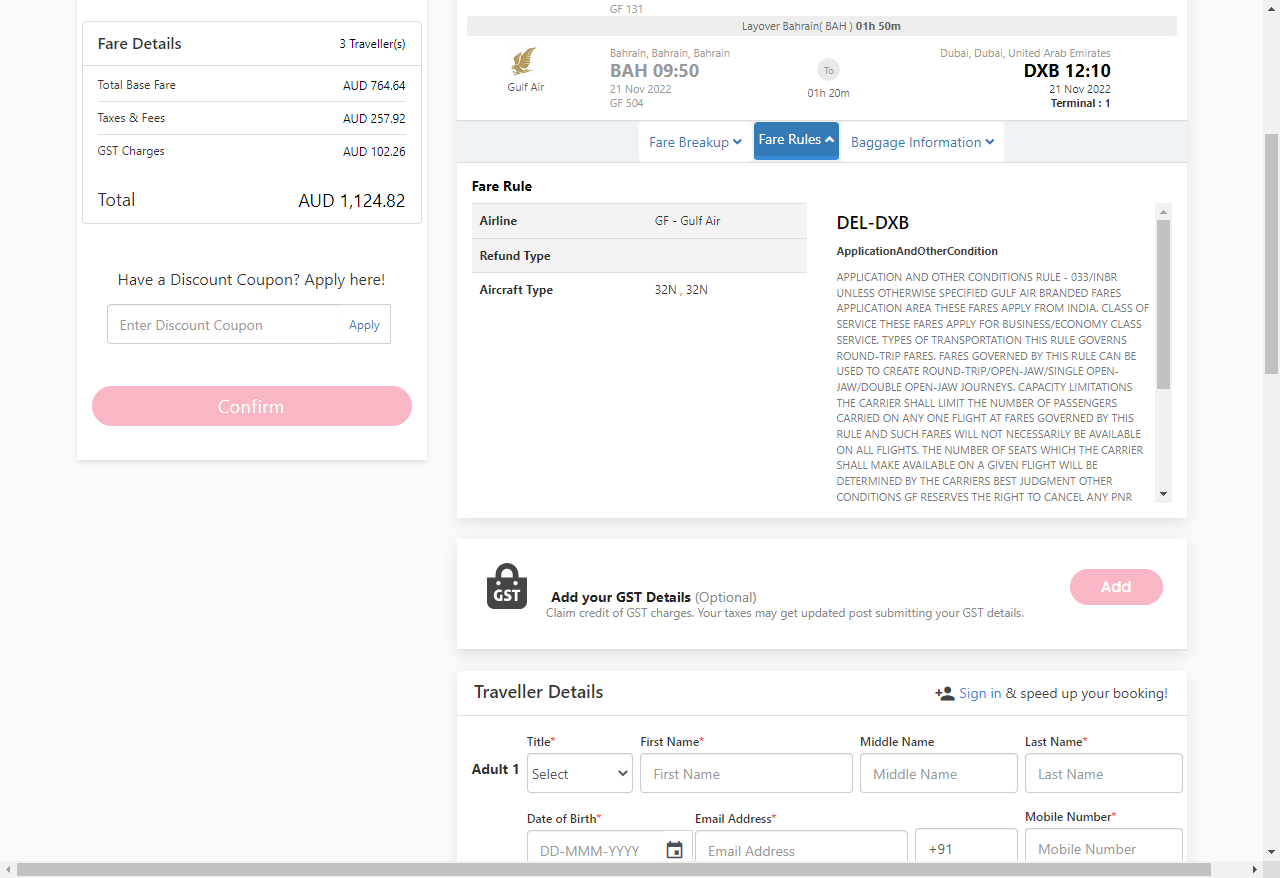 Fare Details
3 Traveller(s)
Total Base Fare
AUD 764.64
Taxes & Fees
AUD 257.92
GST Charges
AUD 102.26
Total
AUD 1,124.82
Have a Discount Coupon? Apply here!
Enter Discount Coupon
Apply
Confirm
GF 131
Layover Bahrain( BAH ) 01h 50m
Gulf Air
Bahrain, Bahrain, Bahrain
BAH 09:50
21 Nov 2022
GF 504
To
01h 20m
Dubai, Dubai, United Arab Emirates
DXB 12:10
21 Nov 2022
Terminal : 1
Fare Breakup
Fare Rules
Baggage Information
Fare Rule
Airline
GF - Gulf Air
Refund Type
Aircraft Type
32N , 32N
DEL-DXB
ApplicationAndOtherCondition
APPLICATION AND OTHER CONDITIONS RULE - 033/INBR
UNLESS OTHERWISE SPECIFIED GULF AIR BRANDED FARES
APPLICATION AREA THESE FARES APPLY FROM INDIA. CLASS OF
SERVICE THESE FARES APPLY FOR BUSINESS/ECONOMY CLASS
SERVICE. TYPES OF TRANSPORTATION THIS RULE GOVERNS
ROUND-TRIP FARES. FARES GOVERNED BY THIS RULE CAN BE
USED TO CREATE ROUND-TRIP/OPEN-JAW/SINGLE OPEN-
JAW/DOUBLE OPEN-JAW JOURNEYS. CAPACITY LIMITATIONS
THE CARRIER SHALL LIMIT THE NUMBER OF PASSENGERS
CARRIED ON ANY ONE FLIGHT AT FARES GOVERNED BY THIS
RULE AND SUCH FARES WILL NOT NECESSARILY BE AVAILABLE
ON ALL FLIGHTS. THE NUMBER OF SEATS WHICH THE CARRIER
SHALL MAKE AVAILABLE ON A GIVEN FLIGHT WILL BE
DETERMINED BY THE CARRIERS BEST JUDGMENT OTHER
CONDITIONS GF RESERVES THE RIGHT TO CANCEL ANY PNR
GST
Add your GST Details (Optional)
Claim credit of GST charges. Your taxes may get updated post submitting your GST details.
Add
Traveller Details
Sign in & speed up your booking!
Adult 1
Title*
Select
First Name*
First Name
Middle Name
Middle Name
Last Name*
Last Name
Date of Birth*
DD-MMM-YYYY
Email Address*
Email Address
+91
Mobile Number*
Mobile Number